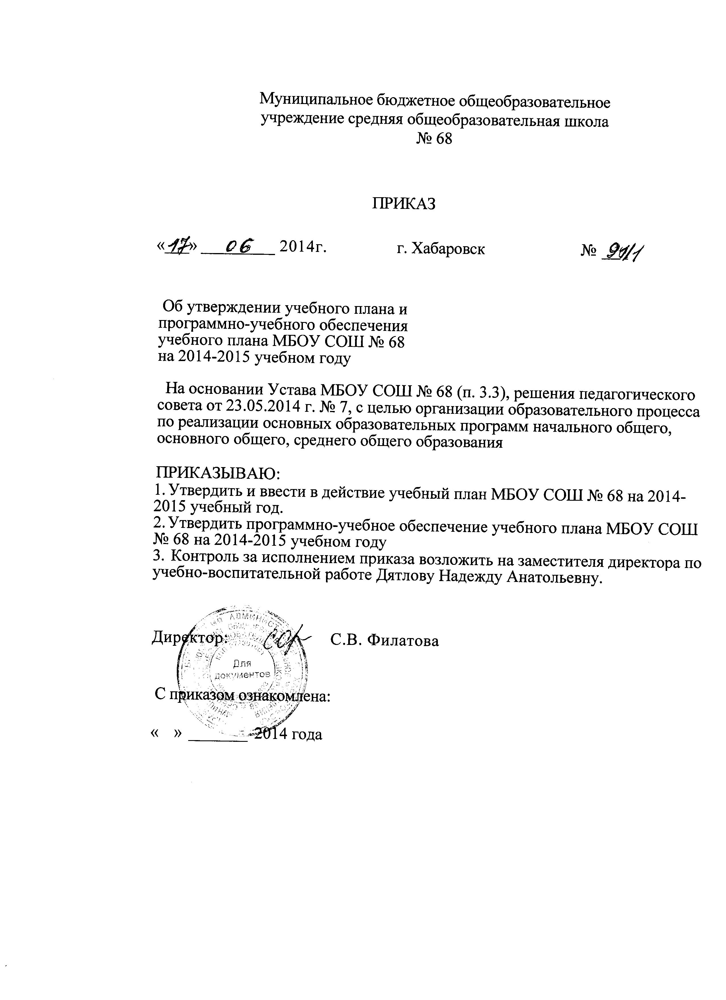 Муниципальное бюджетное общеобразовательное
учреждение средняя общеобразовательная школа
№ 68
ПРИКАЗ
«17» 06 2014г. г. Хабаровск № 91/1
Об утверждении учебного плана и
программно-учебного обеспечения
учебного плана МБОУ СОШ № 68
на 2014-2015 учебном году
На основании Устава МБОУ СОШ № 68 (п. 3.3), решения педагогического
совета от 23.05.2014 г. № 7, с целью организации образовательного процесса
по реализации основных образовательных программ начального общего,
основного общего, среднего общего образования
ПРИКАЗЫВАЮ:
1. Утвердить и ввести в действие учебный план МБОУ СОШ № 68 на 2014-
2015 учебный год.
2. Утвердить программно-учебное обеспечение учебного плана МБОУ СОШ
№ 68 на 2014-2015 учебном году
3. Контроль за исполнением приказа возложить на заместителя директора по
учебно-воспитательной работе Дятлову Надежду Анатольевну.
Директор: С.В. Филатова
Для
документов
С приказом ознакомлена:
« » ________ 2014 года